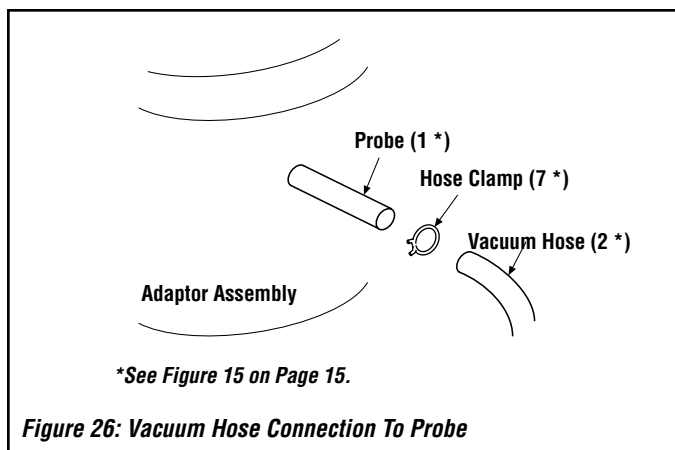 Probe (1 *)
Hose Clamp (7 *)
Vacuum Hose (2 *)
Adaptor Assembly
*See Figure 15 on Page 15.
Figure 26: Vacuum Hose Connection To Probe